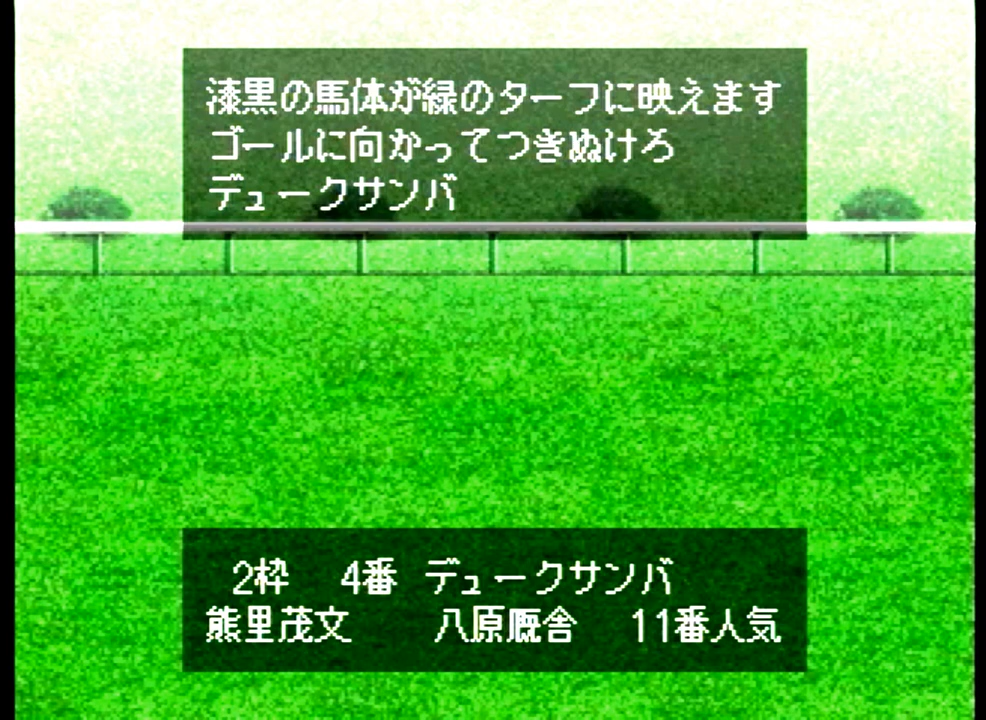 漆黒の馬体が緑のターフに映えます
ゴールに向かってつきぬけろ
デュークサンバ
2枠 4番 デュークサンバ
熊里茂文 八原厩舎 11番人気